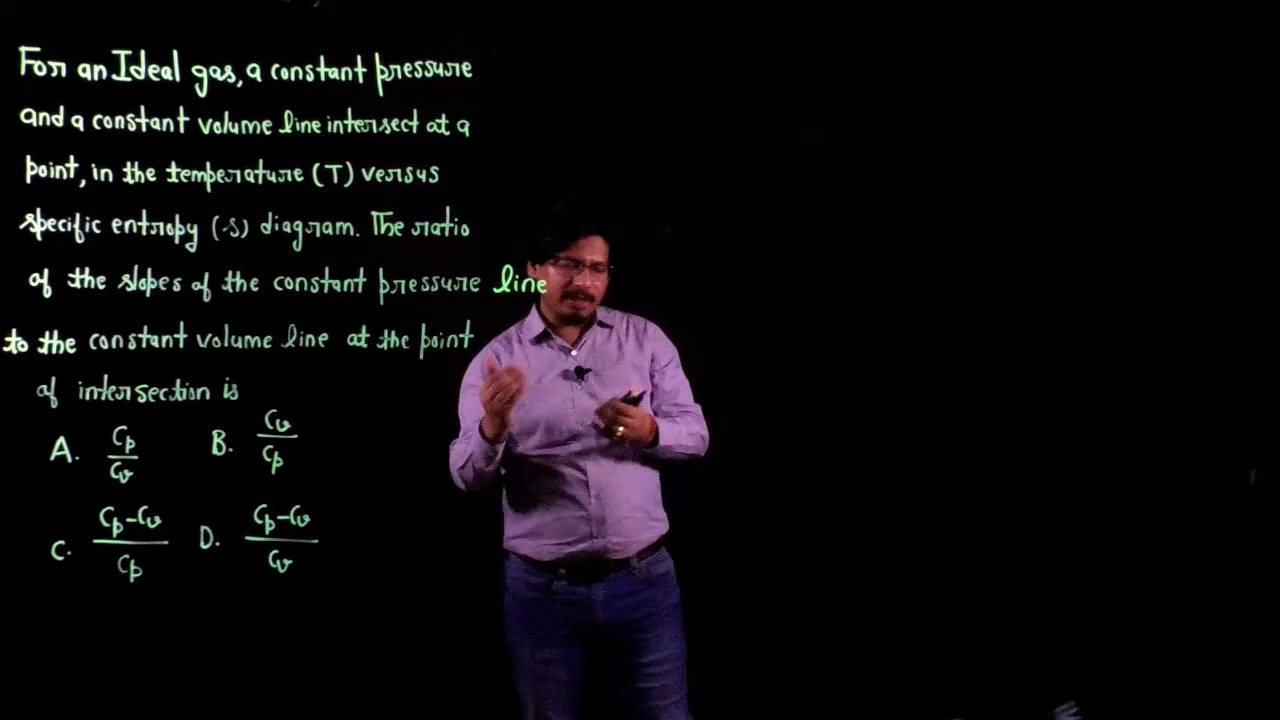 For an Ideal gas, a constant pressure
and a constant volume line intersect at a
point, in the temperature (T) versus
specific entropy (s) diagram. The ratio
of the slopes of the constant pressure line
to the constant volume line at the point
of intersection is
A. Cp/Cv B. Cv/Cp
C. Cp-Cv/Cp D. Cp-Cv/Cv